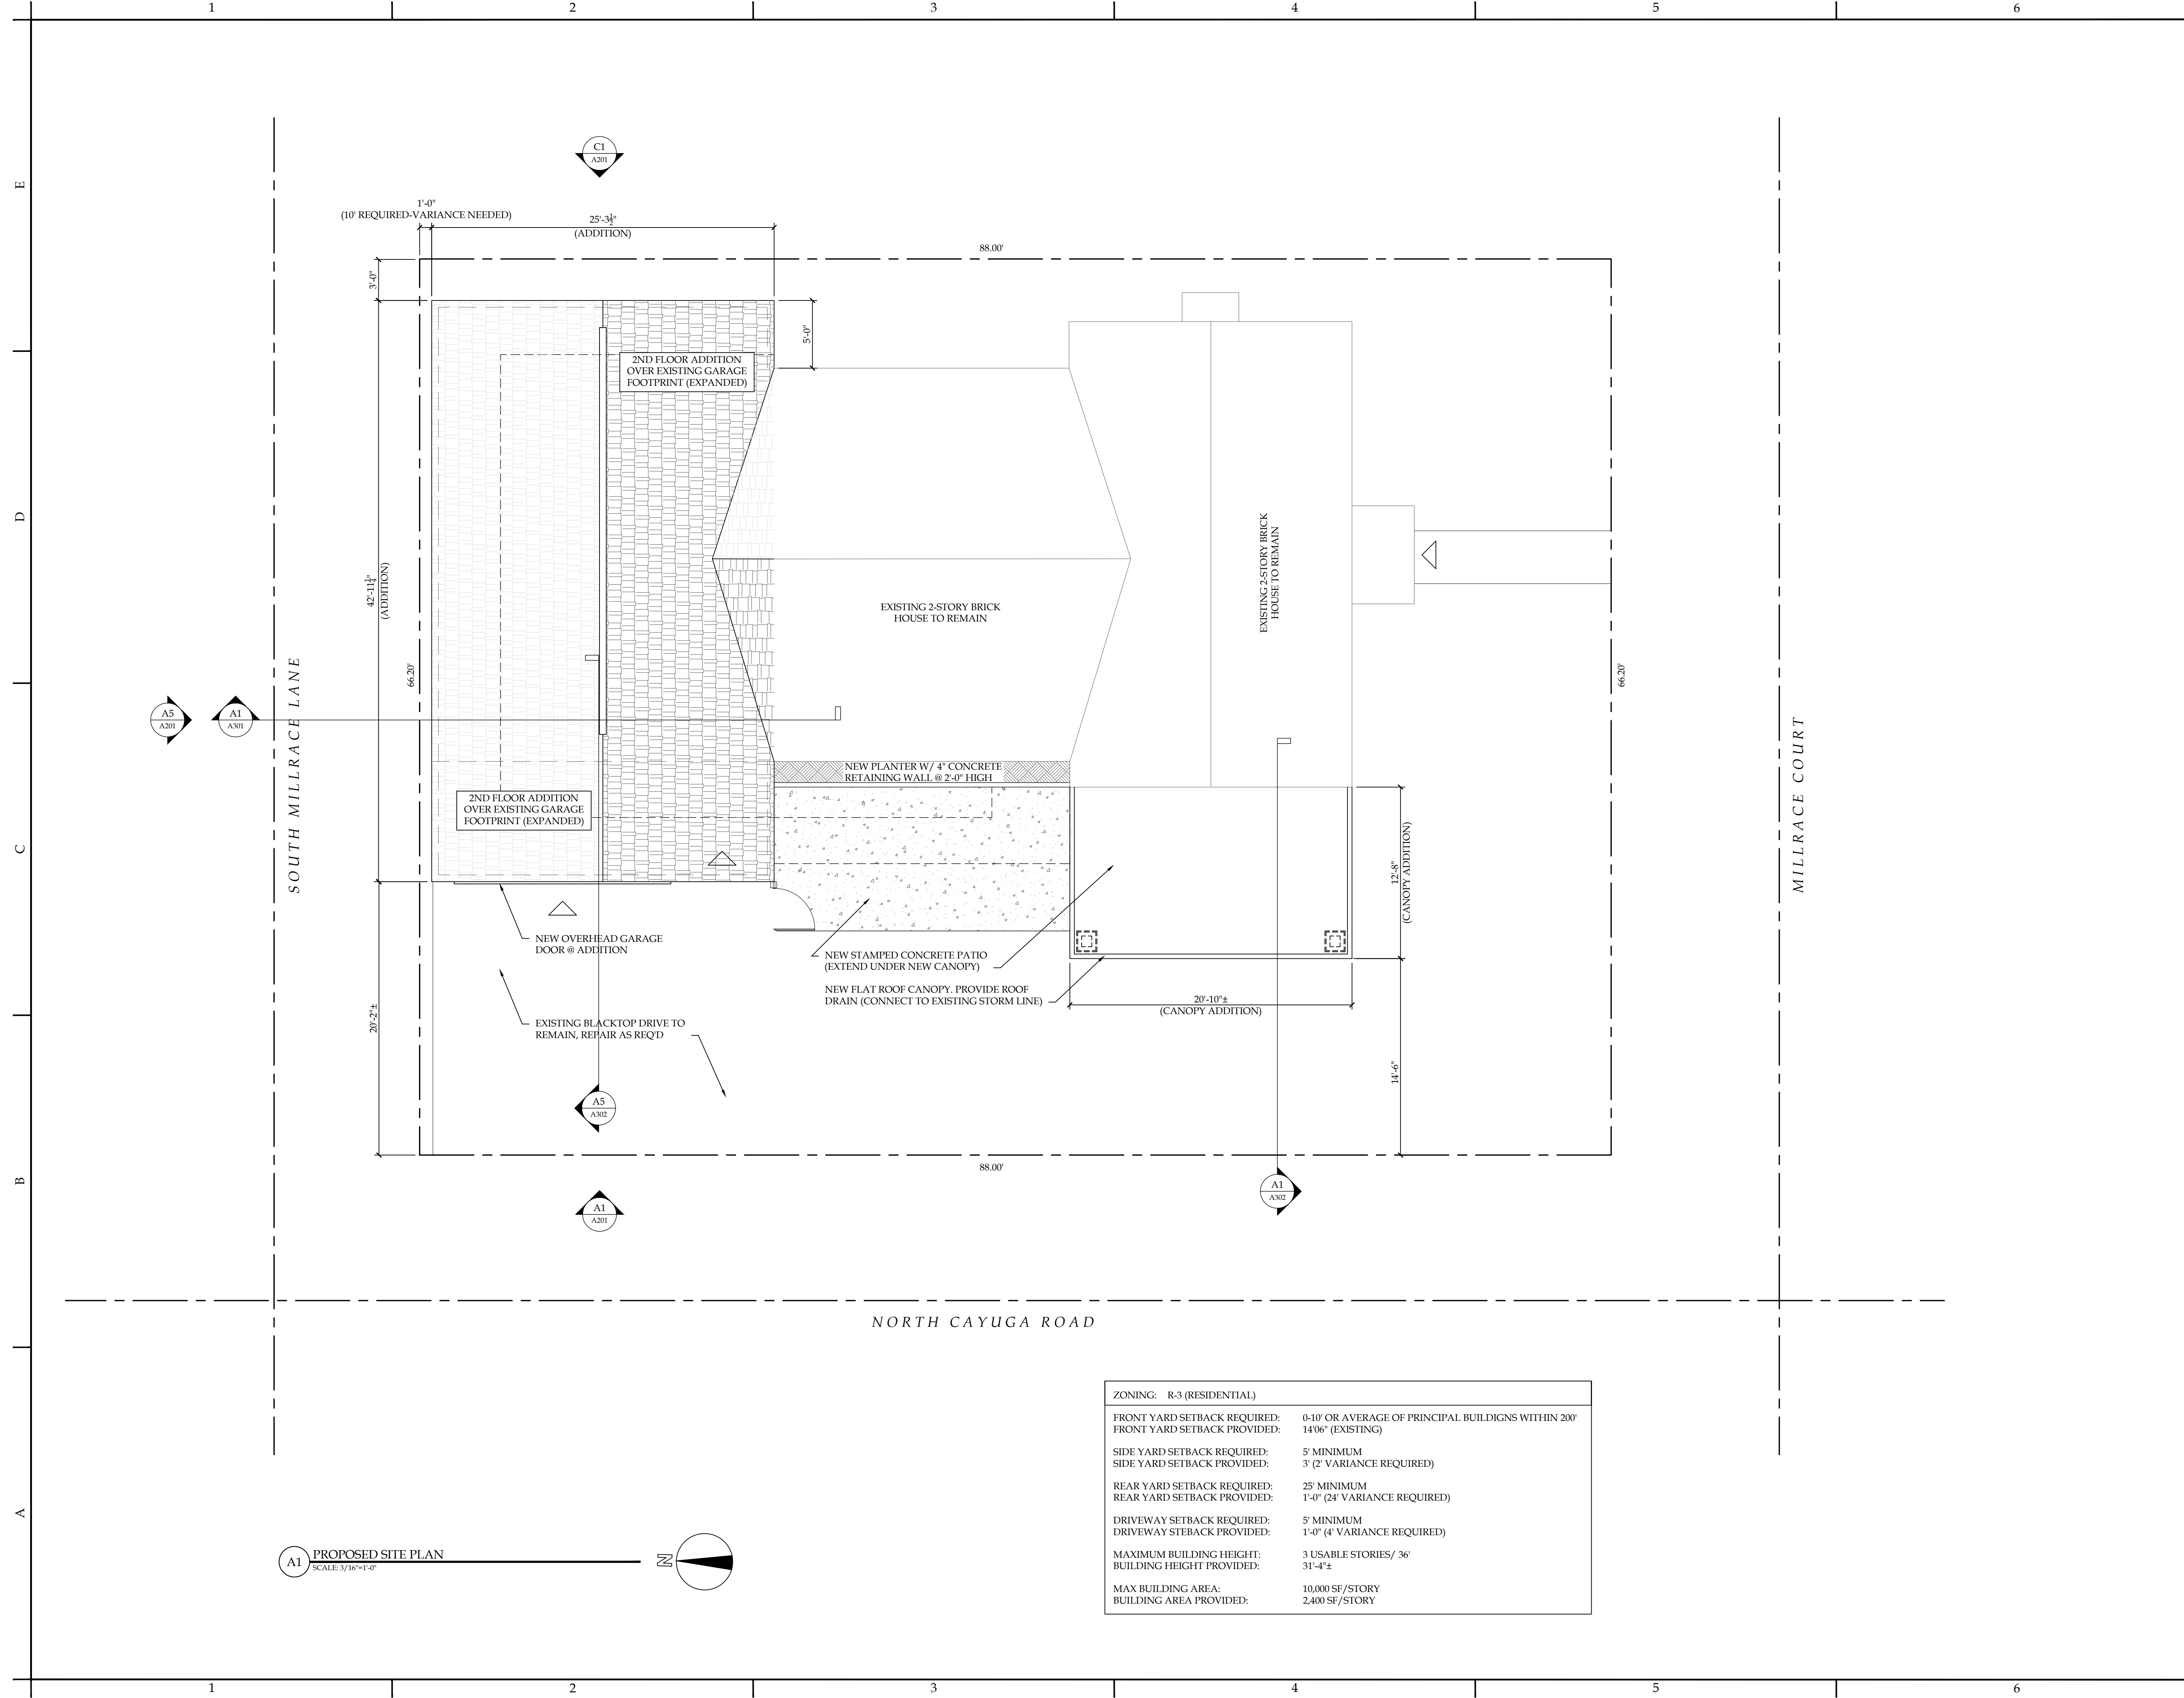 1 2 3 4 5 6
E
D
C
B
A
C1
A201
1'-0"
(10' REQUIRED-VARIANCE NEEDED)
25'-3½"
(ADDITION)
88.00'
3'-0"
5'-0"
2ND FLOOR ADDITION
OVER EXISTING GARAGE
FOOTPRINT (EXPANDED)
42'-11¼"
(ADDITION)
EXISTING 2-STORY BRICK
HOUSE TO REMAIN
EXISTING 2-STORY BRICK
HOUSE TO REMAIN
66.20'
66.20'
A5
A201
A1
A301
SOUTH MILLRACE LANE
MILLRACE COURT
NEW PLANTER W/ 4" CONCRETE
RETAINING WALL @ 2'-0" HIGH
2ND FLOOR ADDITION
OVER EXISTING GARAGE
FOOTPRINT (EXPANDED)
12'-8"
(CANOPY ADDITION)
NEW OVERHEAD GARAGE
DOOR @ ADDITION
NEW STAMPED CONCRETE PATIO
(EXTEND UNDER NEW CANOPY)
NEW FLAT ROOF CANOPY. PROVIDE ROOF
DRAIN (CONNECT TO EXISTING STORM LINE)
20'-10"±
(CANOPY ADDITION)
20'-2"±
EXISTING BLACKTOP DRIVE TO
REMAIN, REPAIR AS REQ'D
14'-6"
A5
A302
88.00'
A1
A201
A1
A302
NORTH CAYUGA ROAD
ZONING: R-3 (RESIDENTIAL)
FRONT YARD SETBACK REQUIRED: 0-10' OR AVERAGE OF PRINCIPAL BUILDIGNS WITHIN 200'
FRONT YARD SETBACK PROVIDED: 14'06" (EXISTING)
SIDE YARD SETBACK REQUIRED: 5' MINIMUM
SIDE YARD SETBACK PROVIDED: 3' (2' VARIANCE REQUIRED)
REAR YARD SETBACK REQUIRED: 25' MINIMUM
REAR YARD SETBACK PROVIDED: 1'-0" (24' VARIANCE REQUIRED)
DRIVEWAY SETBACK REQUIRED: 5' MINIMUM
DRIVEWAY STEBACK PROVIDED: 1'-0" (4' VARIANCE REQUIRED)
MAXIMUM BUILDING HEIGHT: 3 USABLE STORIES/ 36'
BUILDING HEIGHT PROVIDED: 31'-4"±
MAX BUILDING AREA: 10,000 SF/STORY
BUILDING AREA PROVIDED: 2,400 SF/STORY
A1
PROPOSED SITE PLAN
SCALE: 3/16"=1'-0"
N
1 2 3 4 5 6